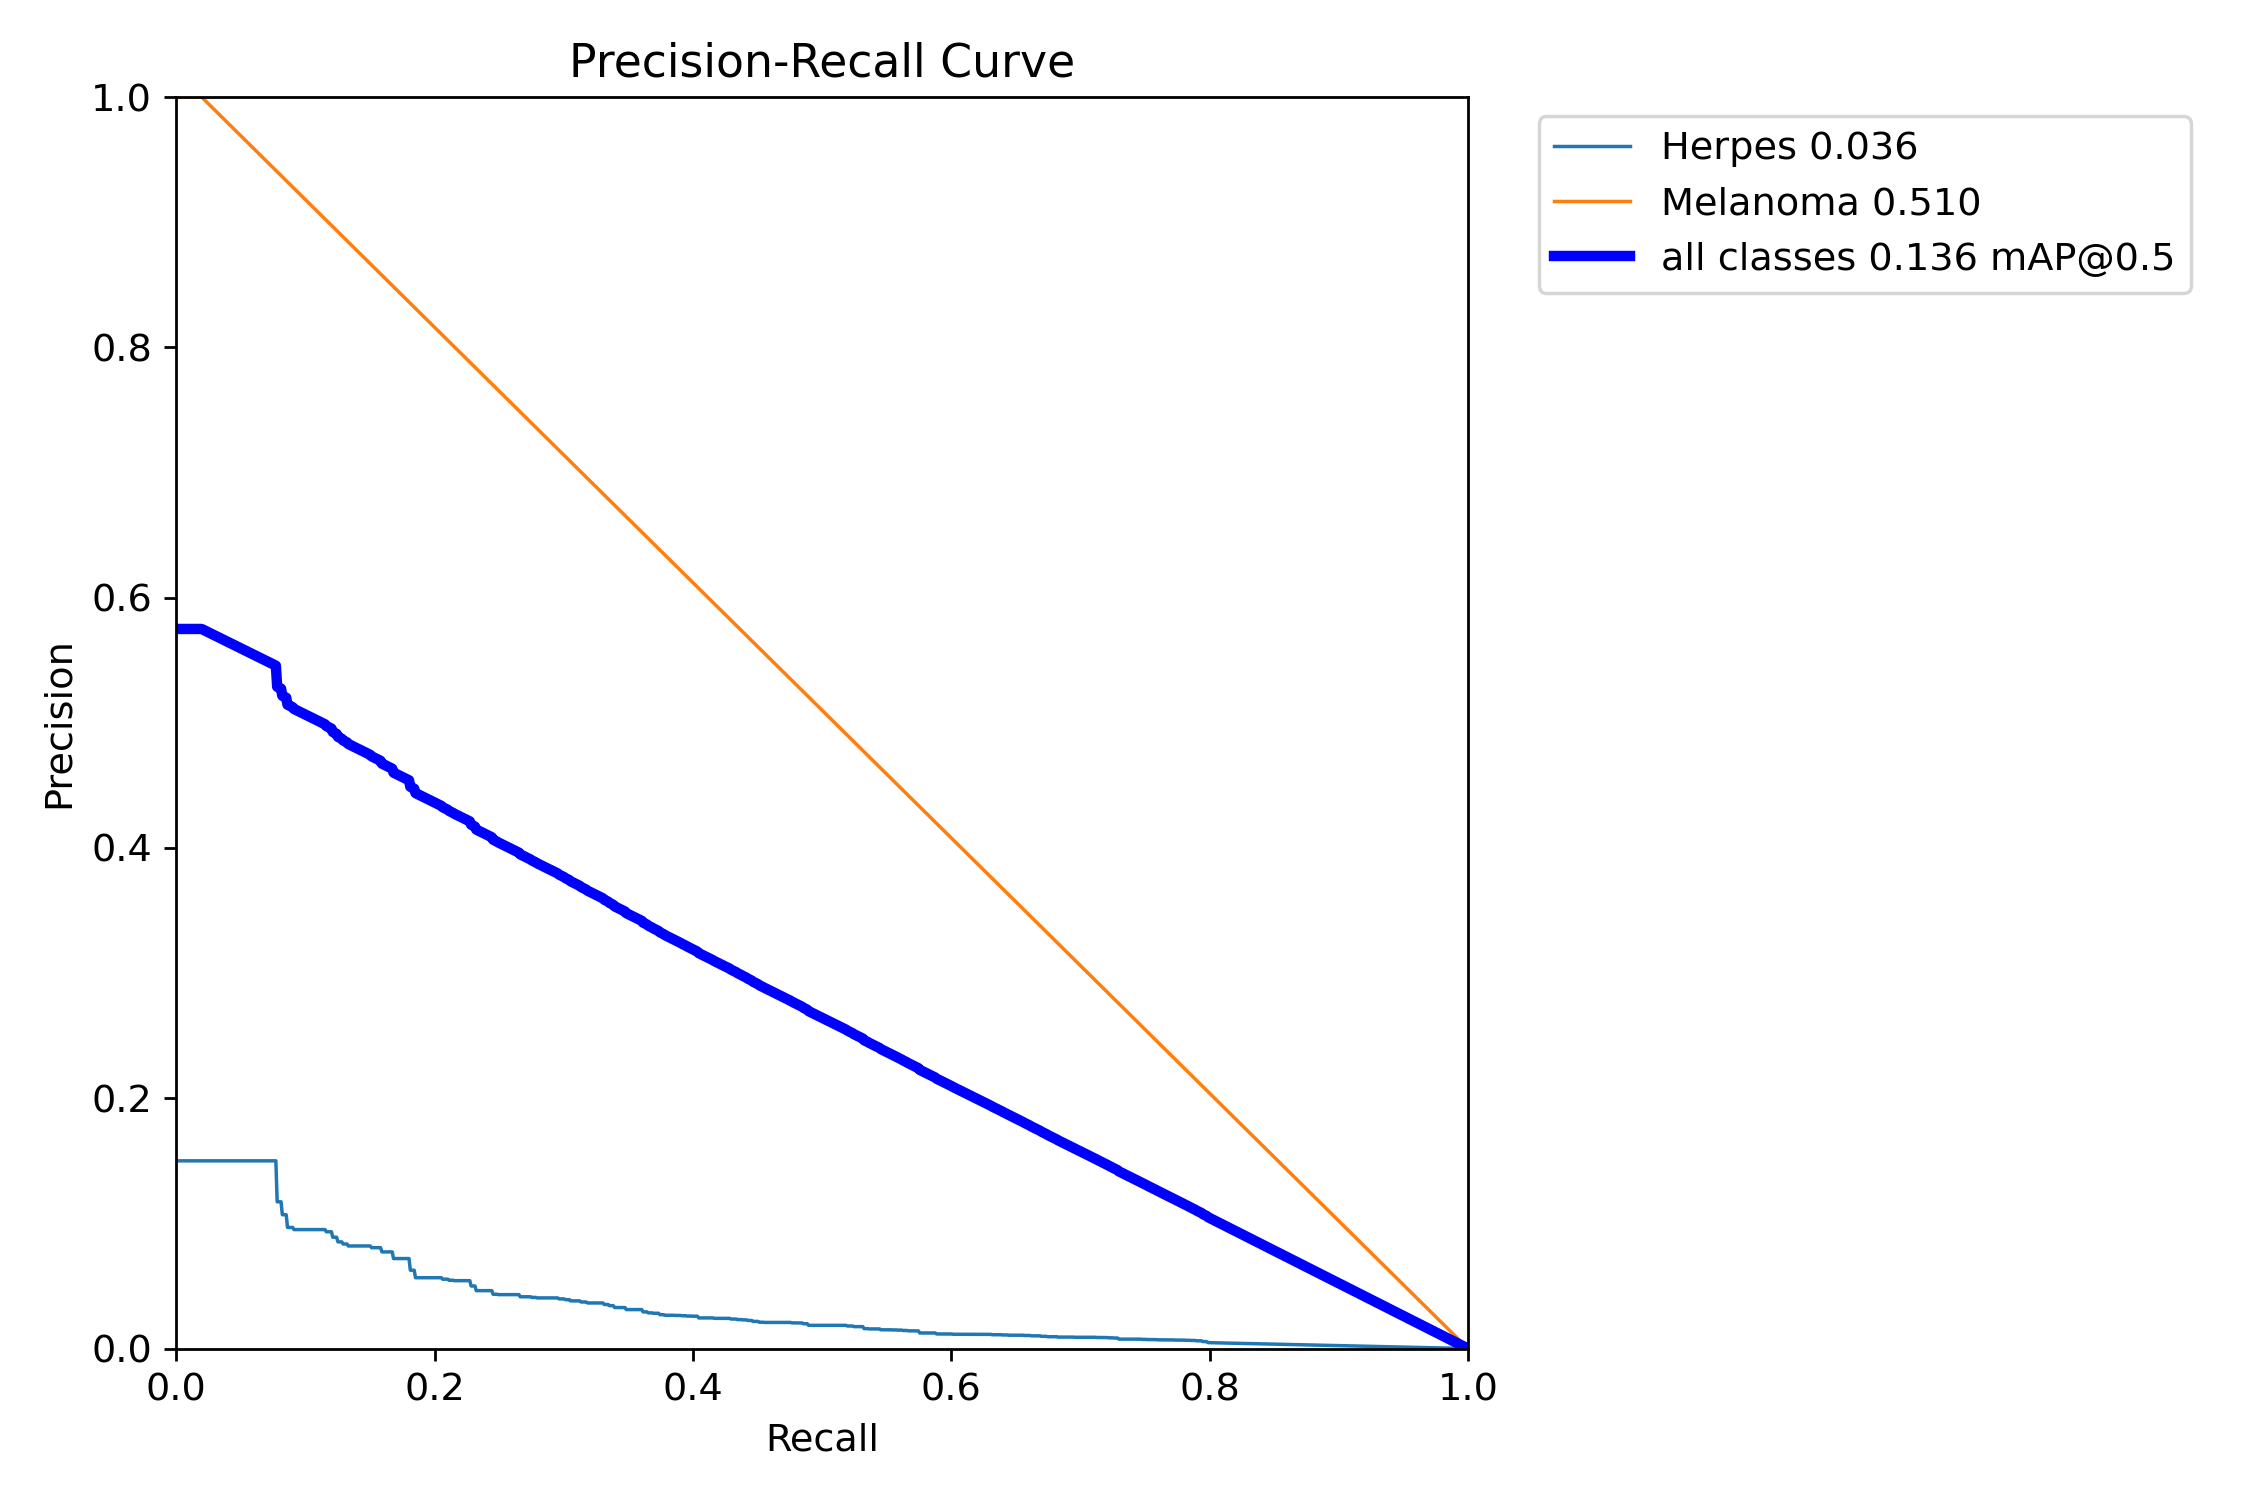 Precision-Recall Curve
Herpes 0.036
Melanoma 0.510
all classes 0.136 mAP@0.5
Precision
1.0
0.8
0.6
0.4
0.2
0.0
0.0 0.2 0.4 0.6 0.8 1.0
Recall